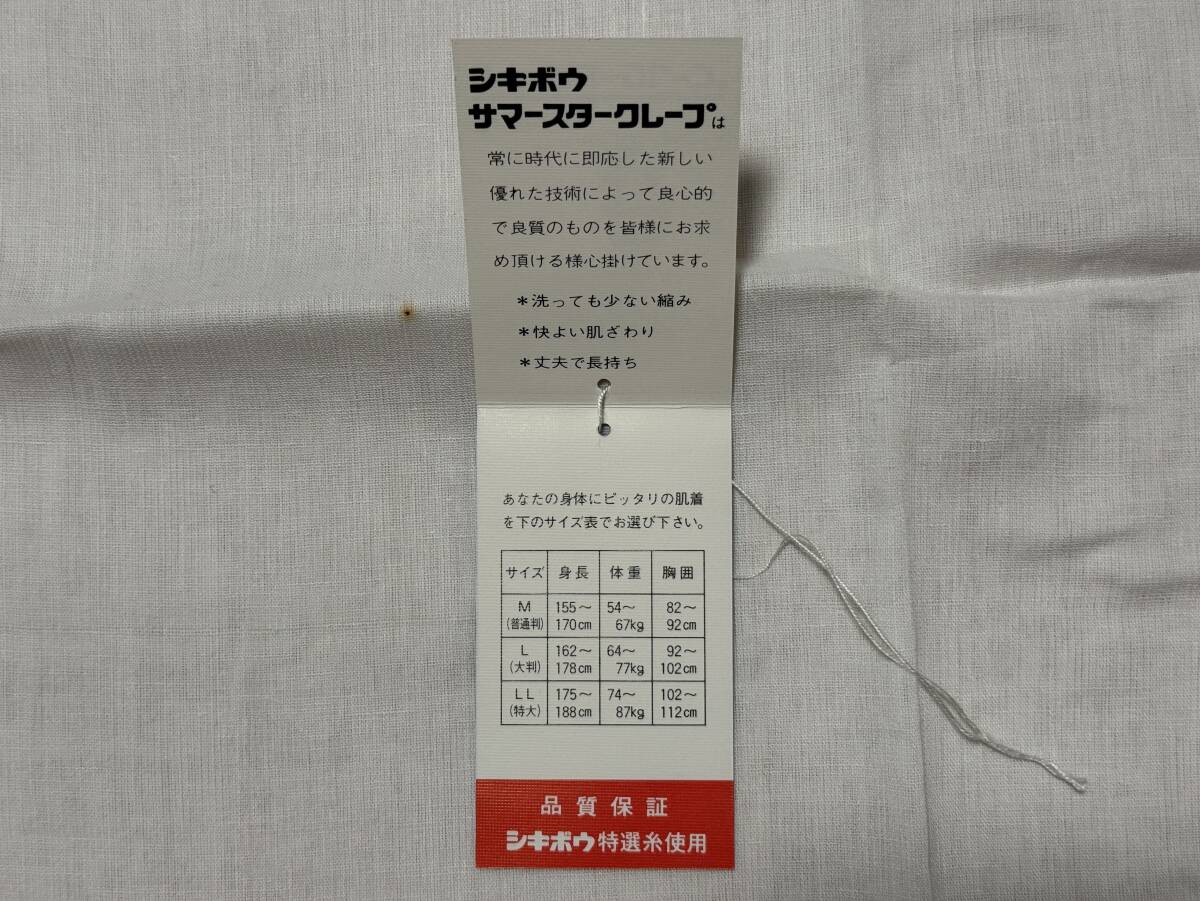 シキボウ
サマースタークレープは
常に時代に即応した新しい
優れた技術によって良心的
で良質のものを皆様にお求
め頂ける様心掛けています。
＊洗っても少ない縮み
＊快よい肌ざわり
＊丈夫で長持ち
あなたの身体にピッタリの肌着
を下のサイズ表でお選び下さい。
サイズ 身長 体重 胸囲
M 155〜 54〜 82〜
(普通判) 170cm 67kg 92cm
L 162〜 64〜 92〜
(大判) 178cm 77kg 102cm
LL 175〜 74〜 102〜
(特大) 188cm 87kg 112cm
品質保証
シキボウ特選糸使用